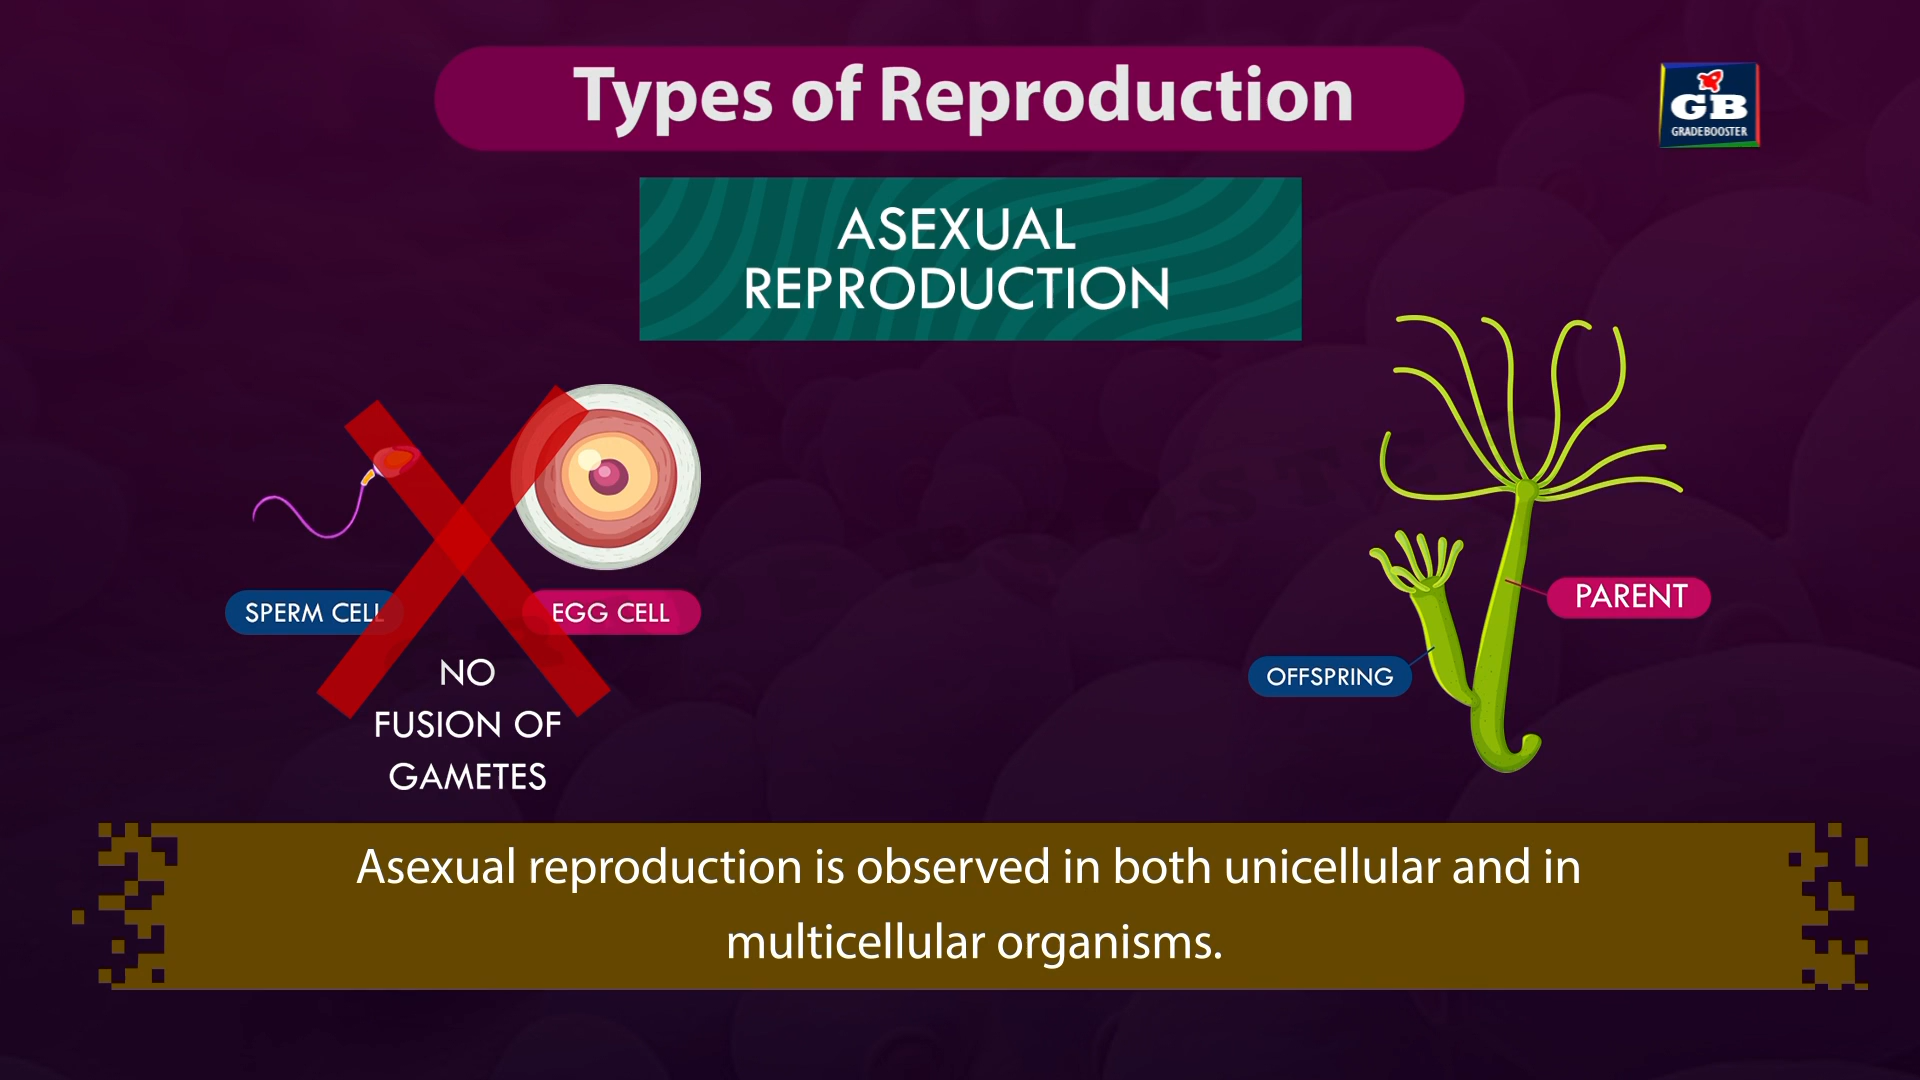 Types of Reproduction
GB
GRADEBOOSTER
ASEXUAL
REPRODUCTION
SPERM CELL
EGG CELL
NO
FUSION OF
GAMETES
PARENT
OFFSPRING
Asexual reproduction is observed in both unicellular and in
multicellular organisms.